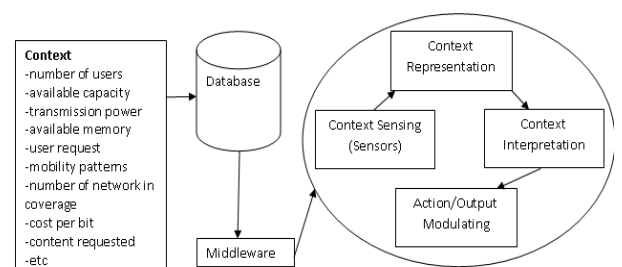 Context
-number of users
-available capacity
-transmission power
-available memory
-user request
-mobility patterns
-number of network in
coverage
-cost per bit
-content requested
-etc
Database
Middleware
Context
Representation
Context Sensing
(Sensors)
Context
Interpretation
Action/Output
Modulating